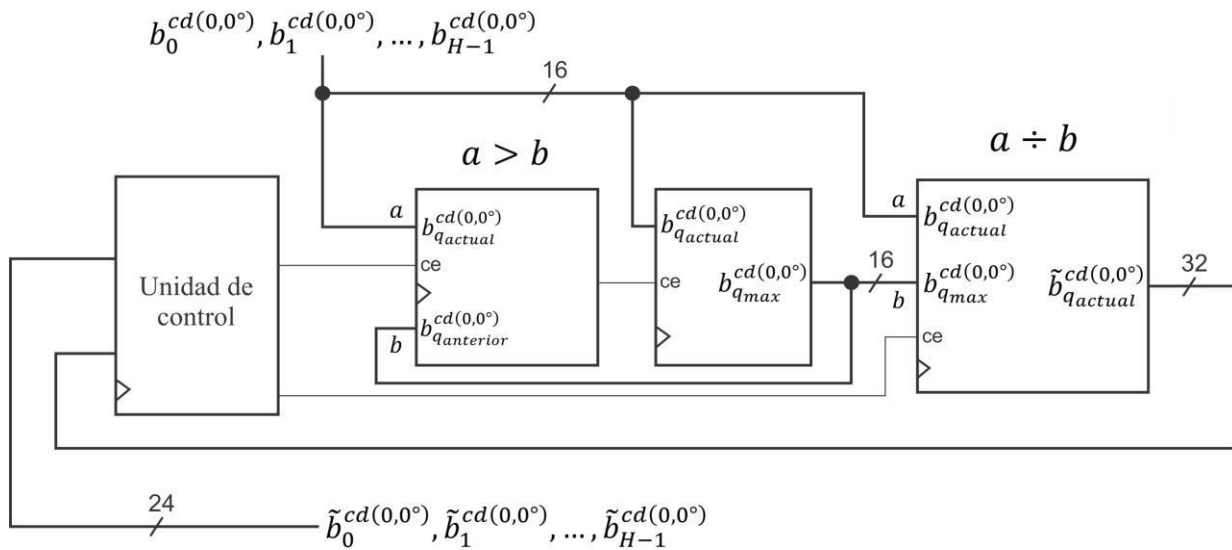 b_0^{cd(0,0°)}, b_1^{cd(0,0°)}, ..., b_{H-1}^{cd(0,0°)}
16
a > b
a ÷ b
Unidad de
control
a
b_{q_{actual}}^{cd(0,0°)}
ce
b
b_{q_{anterior}}^{cd(0,0°)}
b_{q_{actual}}^{cd(0,0°)}
ce
b_{q_{max}}^{cd(0,0°)}
16
a
b_{q_{actual}}^{cd(0,0°)}
b
b_{q_{max}}^{cd(0,0°)}
ce
b̃_{q_{actual}}^{cd(0,0°)}
32
24
b̃_0^{cd(0,0°)}, b̃_1^{cd(0,0°)}, ..., b̃_{H-1}^{cd(0,0°)}